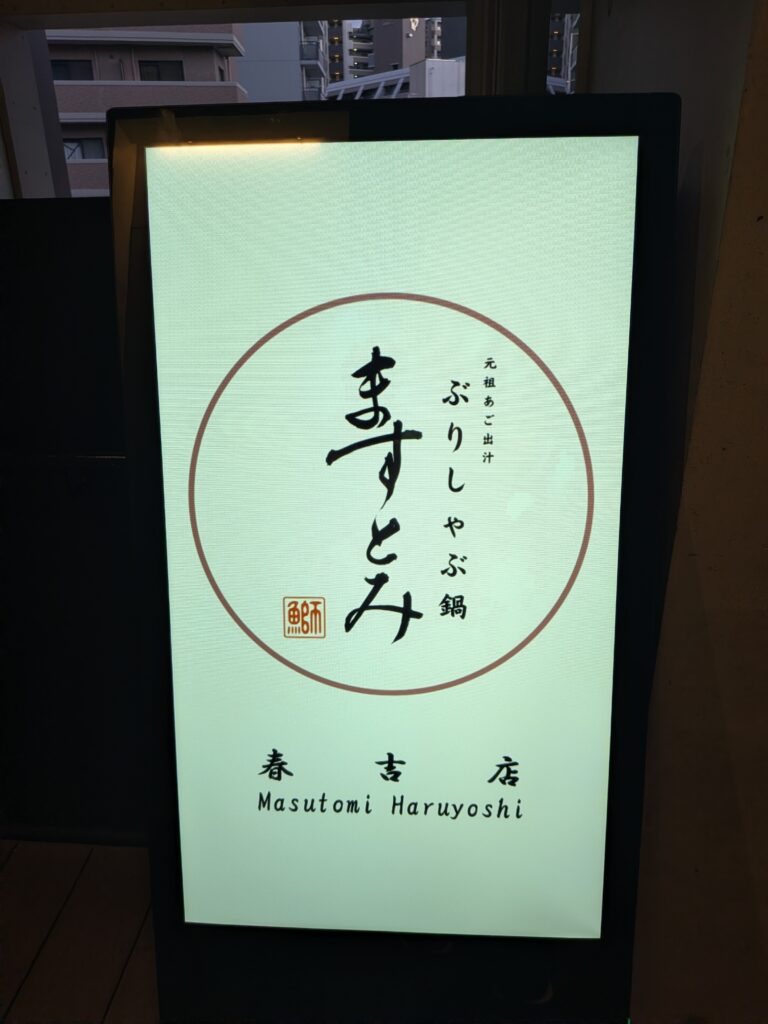 元祖あご出汁
ぶりしゃぶ鍋
ますとみ
鰤
春吉店
Masutomi Haruyoshi